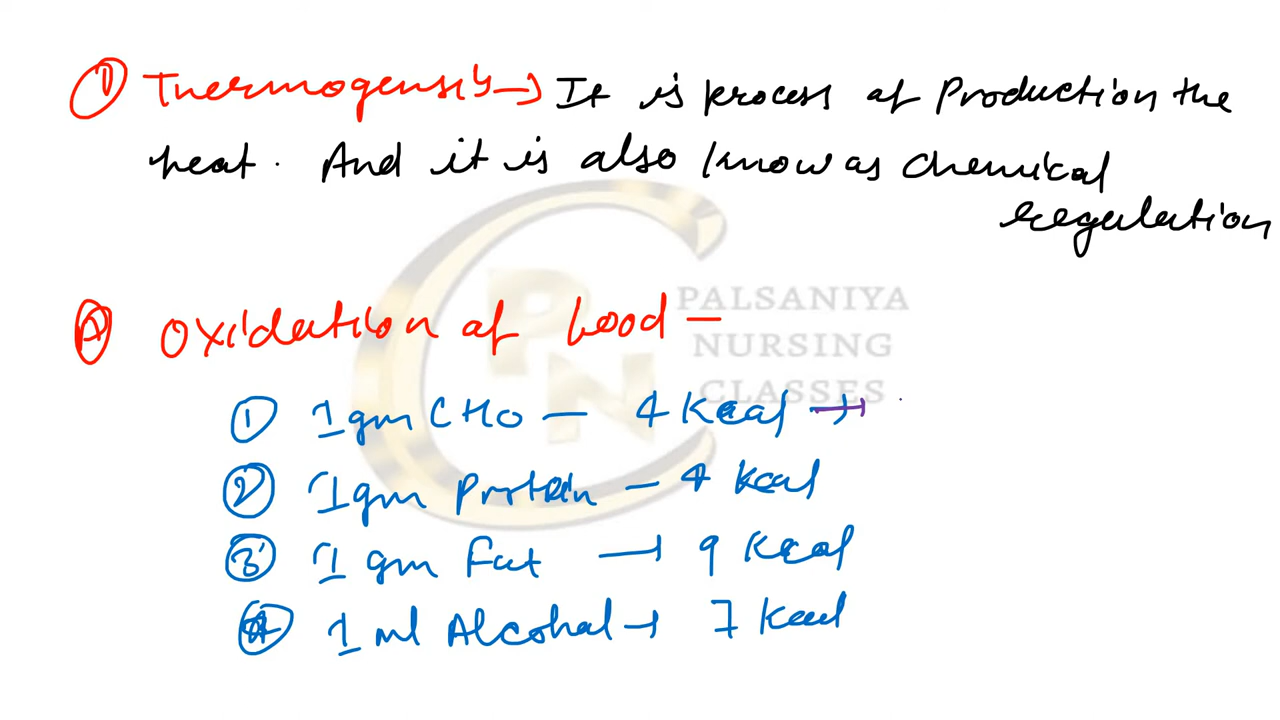 ① Thermogensis → It is process of Production the
heat. And it is also know as chemical
regulation
Ⓐ Oxidation of food –
① 1gm CHO – 4 Kcal →
② 1gm Protein – 4 Kcal
③ 1 gm Fat → 9 Kcal
④ 1 ml Alcohal → 7 Kcal
PALSANIYA
NURSING
CLASSES
PN